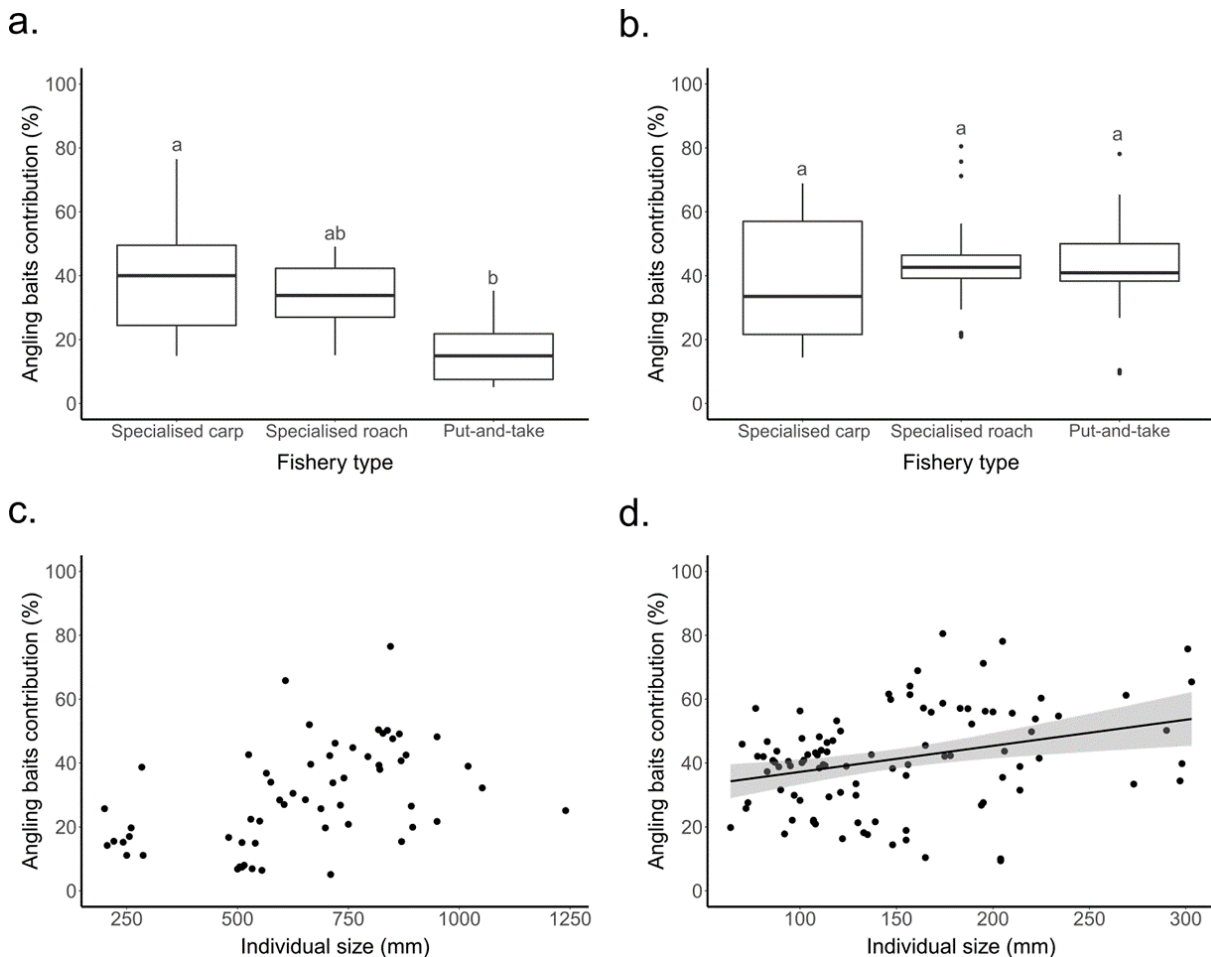 a.
Angling baits contribution (%)
100
80
60
40
20
0
a
ab
b
Specialised carp
Specialised roach
Put-and-take
Fishery type
b.
Angling baits contribution (%)
100
80
60
40
20
0
a
a
a
Specialised carp
Specialised roach
Put-and-take
Fishery type
c.
Angling baits contribution (%)
100
80
60
40
20
0
250
500
750
1000
1250
Individual size (mm)
d.
Angling baits contribution (%)
100
80
60
40
20
0
100
150
200
250
300
Individual size (mm)